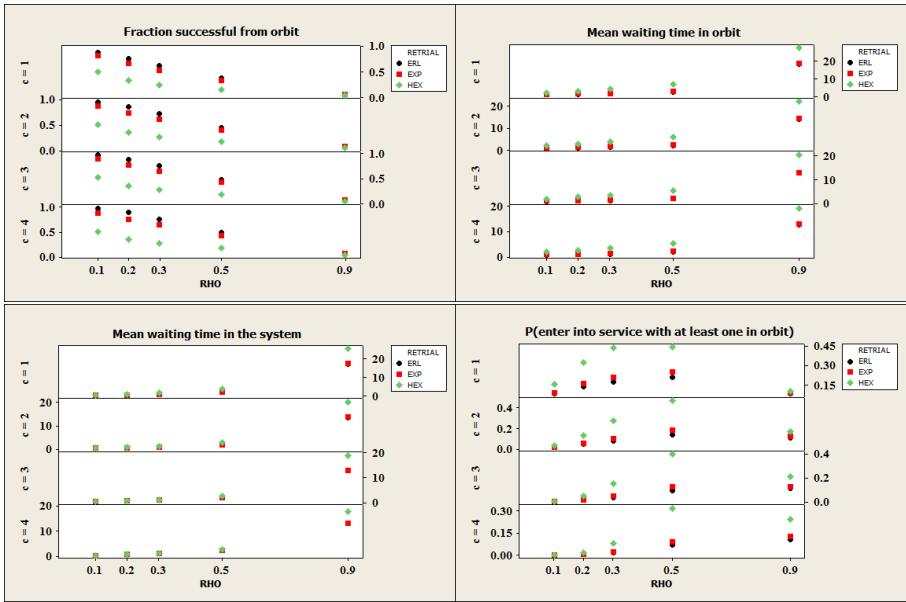 Fraction successful from orbit
c = 1
1.0
0.5
0.0
RETRIAL
ERL
EXP
HEX
c = 2
1.0
0.5
0.0
c = 3
1.0
0.5
0.0
c = 4
1.0
0.5
0.0
0.1 0.2 0.3 0.5 0.9
RHO
Mean waiting time in orbit
c = 1
20
10
0
RETRIAL
ERL
EXP
HEX
c = 2
20
10
0
c = 3
20
10
0
c = 4
20
10
0
0.1 0.2 0.3 0.5 0.9
RHO
Mean waiting time in the system
c = 1
20
10
0
RETRIAL
ERL
EXP
HEX
c = 2
20
10
0
c = 3
20
10
0
c = 4
20
10
0
0.1 0.2 0.3 0.5 0.9
RHO
P(enter into service with at least one in orbit)
c = 1
0.45
0.30
0.15
RETRIAL
ERL
EXP
HEX
c = 2
0.4
0.2
0.0
c = 3
0.4
0.2
0.0
c = 4
0.30
0.15
0.00
0.1 0.2 0.3 0.5 0.9
RHO